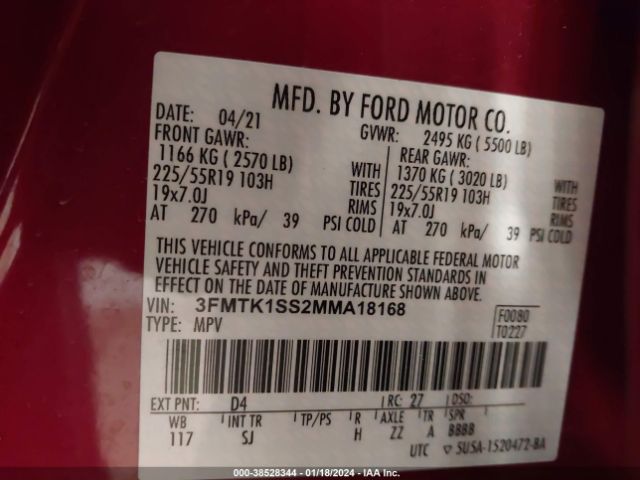 MFD. BY FORD MOTOR CO.
DATE: 04/21 GVWR: 2495 KG ( 5500 LB)
FRONT GAWR: REAR GAWR:
1166 KG ( 2570 LB) WITH 1370 KG ( 3020 LB) WITH
225/55R19 103H TIRES 225/55R19 103H TIRES
19x7.0J RIMS 19x7.0J RIMS
AT 270 kPa/ 39 PSI COLD AT 270 kPa/ 39 PSI COLD
THIS VEHICLE CONFORMS TO ALL APPLICABLE FEDERAL MOTOR
VEHICLE SAFETY AND THEFT PREVENTION STANDARDS IN
EFFECT ON THE DATE OF MANUFACTURE SHOWN ABOVE.
VIN: 3FMTK1SS2MMA18168 F0080
TYPE: MPV T0227
EXT PNT: D4 RC: 27 DSO:
WB INT TR TP/PS R AXLE TR SPR
117 SJ H ZZ A BBBB
UTC ▽ SU5A-1520472-BA
000-38528344 - 01/18/2024 - IAA Inc.